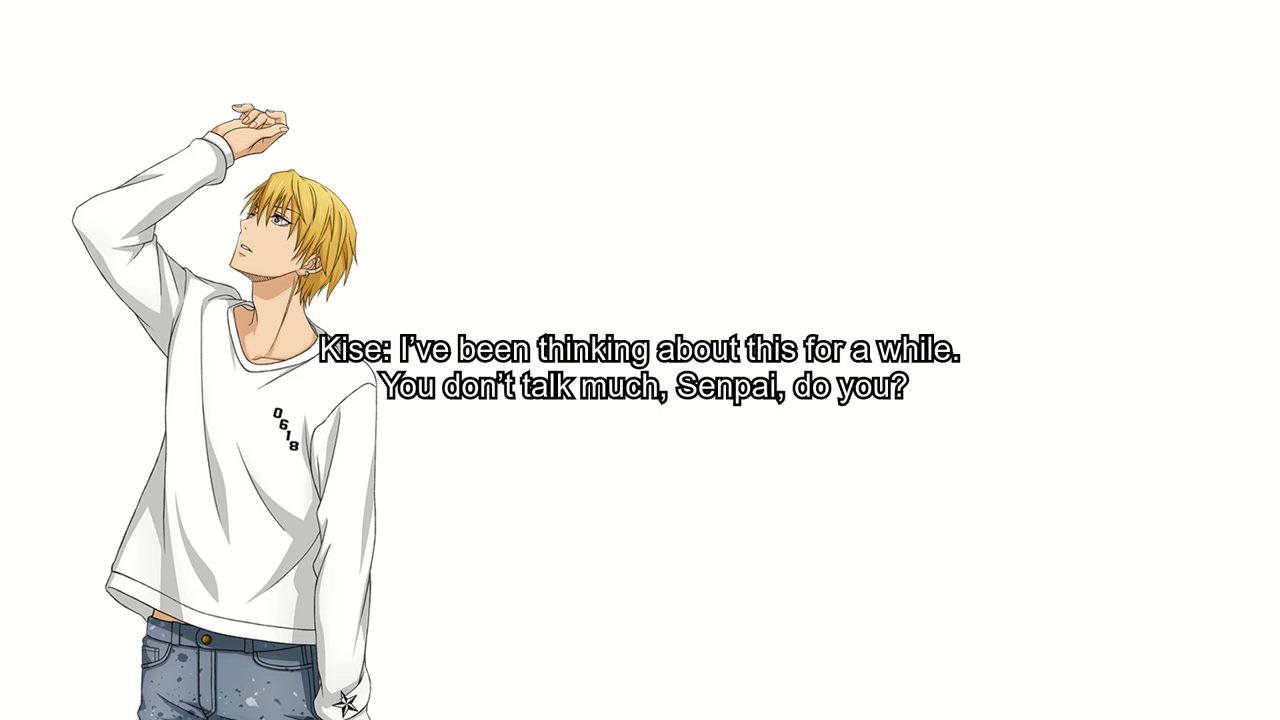 Kise: I've been thinking about this for a while.
You don't talk much, Senpai, do you?
0618